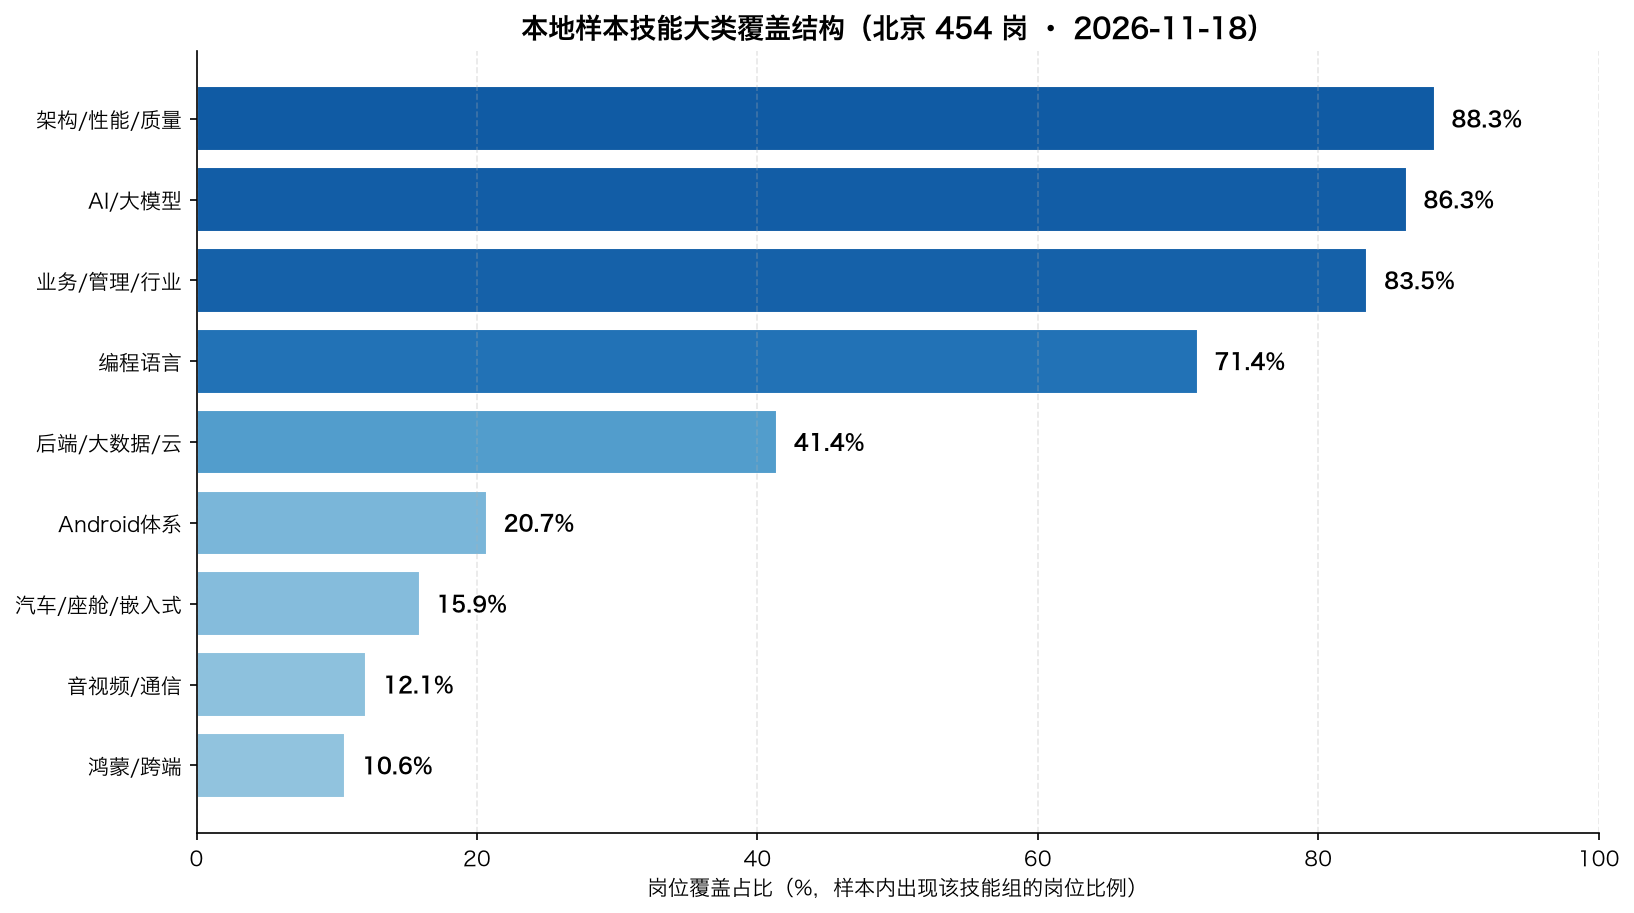 本地样本技能大类覆盖结构（北京 454 岗 · 2026-11-18）
架构/性能/质量 88.3%
AI/大模型 86.3%
业务/管理/行业 83.5%
编程语言 71.4%
后端/大数据/云 41.4%
Android体系 20.7%
汽车/座舱/嵌入式 15.9%
音视频/通信 12.1%
鸿蒙/跨端 10.6%
0 20 40 60 80 100
岗位覆盖占比（%，样本内出现该技能组的岗位比例）